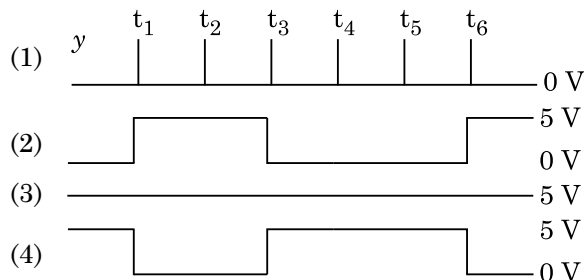 y t₁ t₂ t₃ t₄ t₅ t₆
(1)
0 V
5 V
(2)
0 V
(3)
5 V
5 V
(4)
0 V